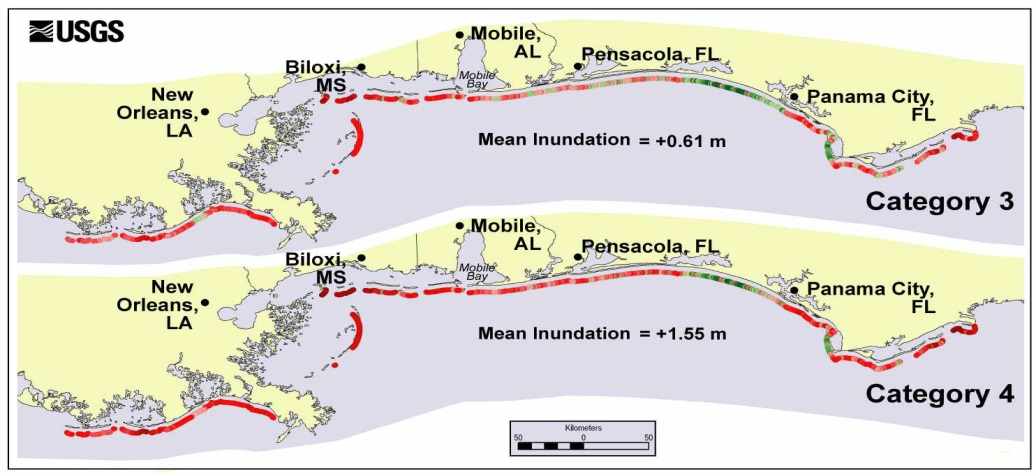 USGS
Mobile,
AL
Pensacola, FL
Biloxi,
MS
Mobile
Bay
New
Orleans,
LA
Panama City,
FL
Mean Inundation = +0.61 m
Category 3
Mobile,
AL
Pensacola, FL
Biloxi,
MS
Mobile
Bay
New
Orleans,
LA
Panama City,
FL
Mean Inundation = +1.55 m
Category 4
Kilometers
50 0 50